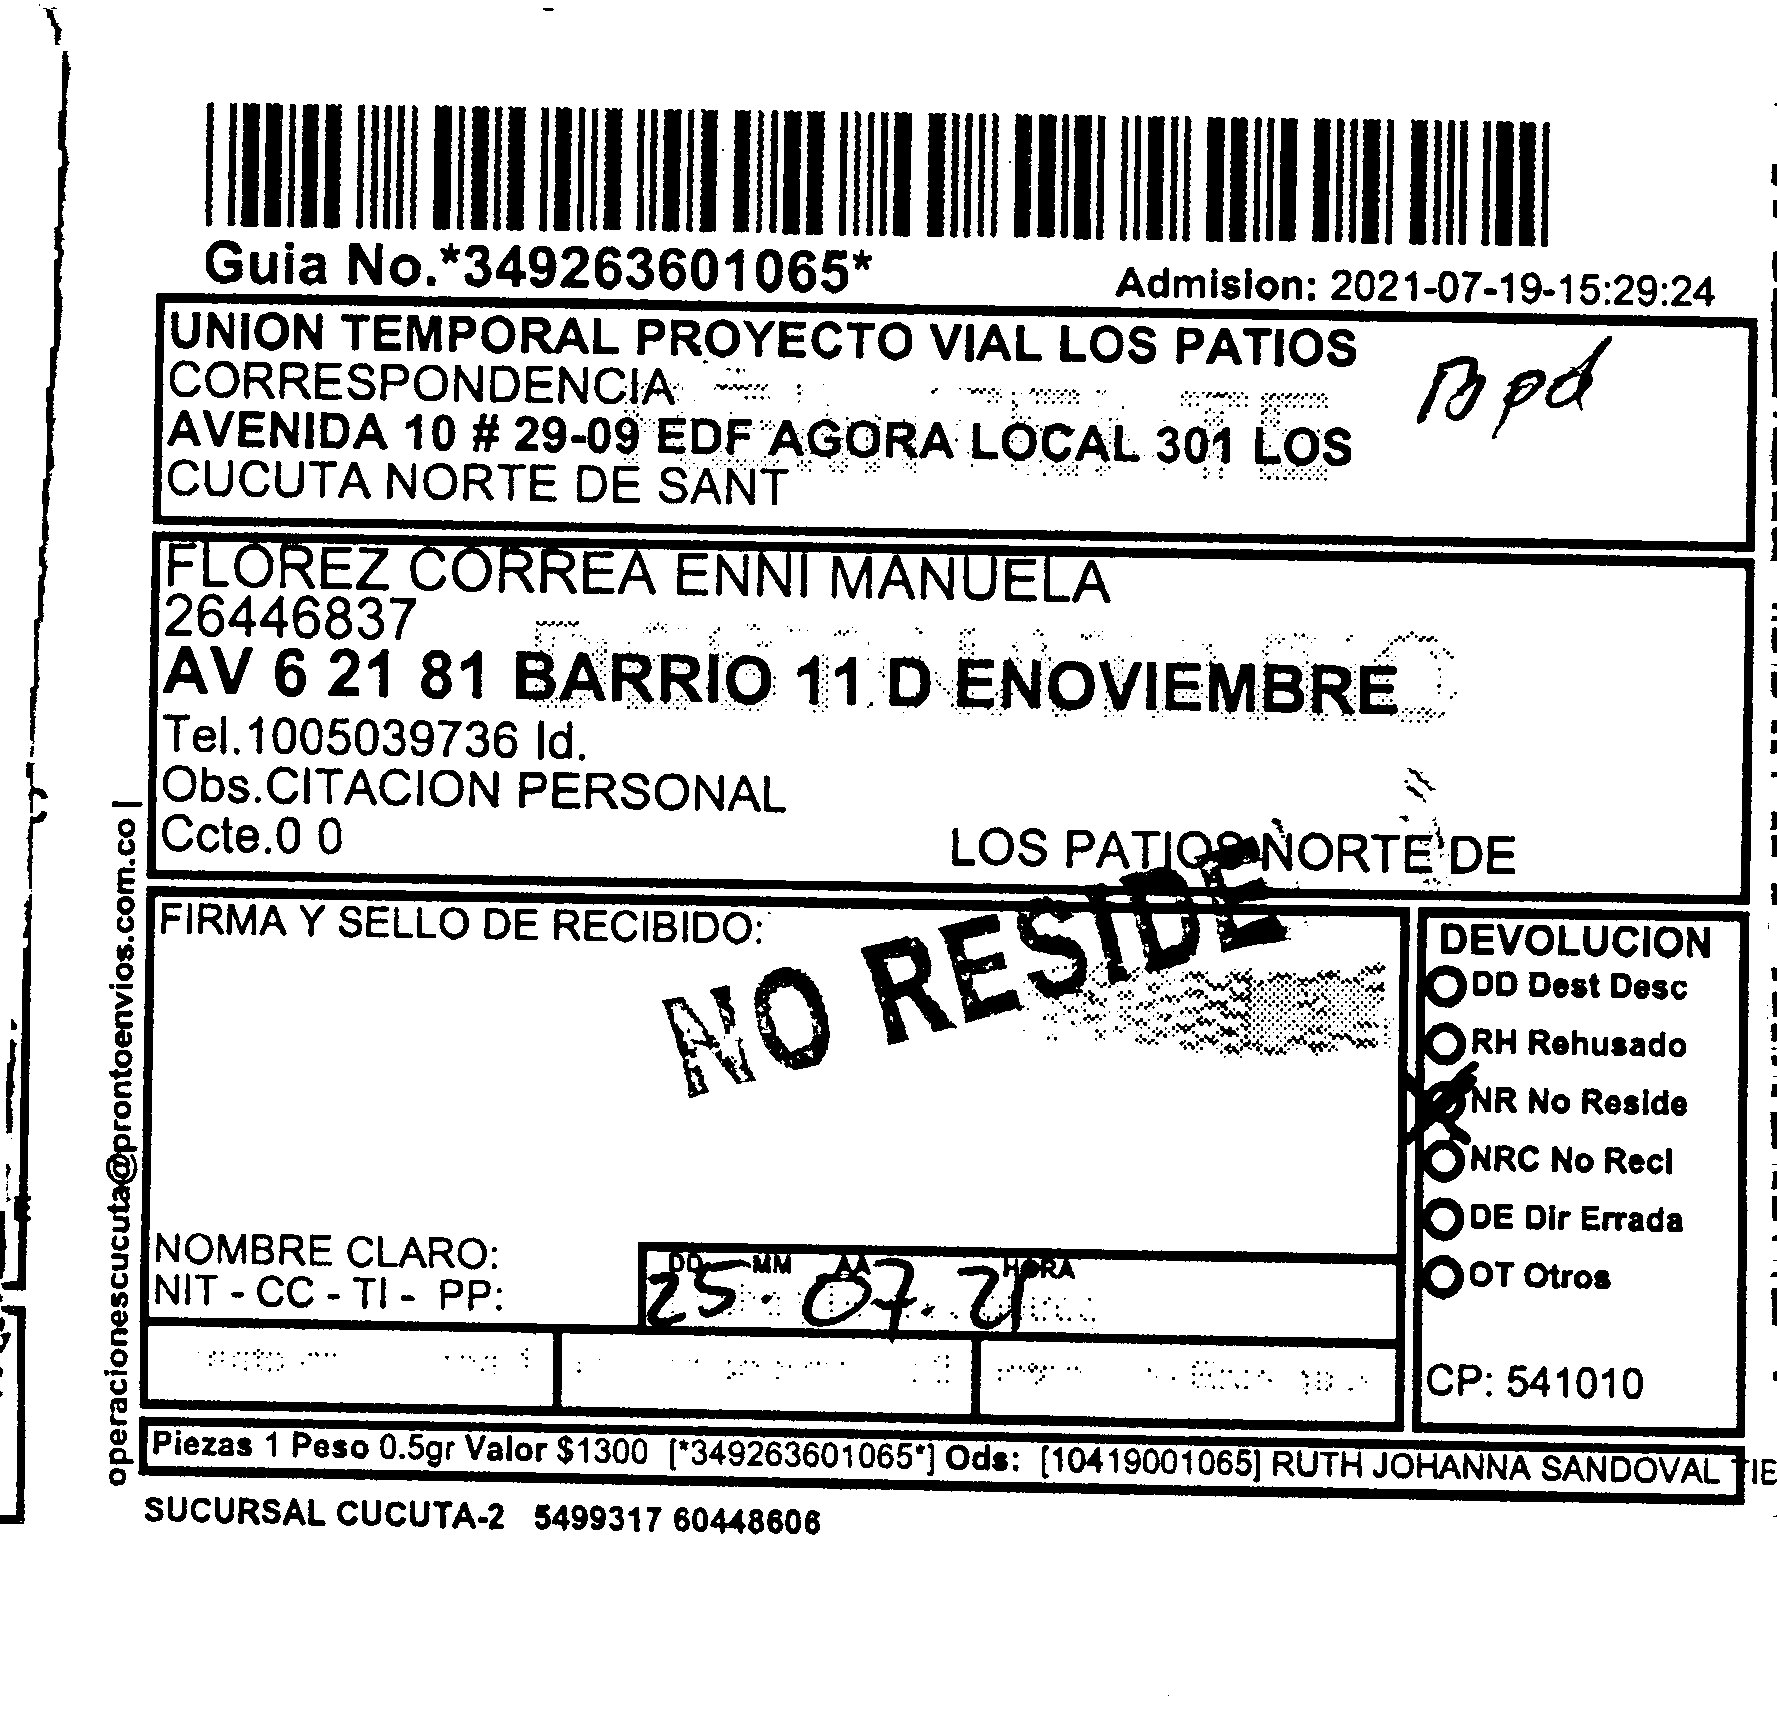 Guia No.*349263601065*
Admision: 2021-07-19-15:29:24
UNION TEMPORAL PROYECTO VIAL LOS PATIOS
CORRESPONDENCIA
AVENIDA 10 # 29-09 EDF AGORA LOCAL 301 LOS
CUCUTA NORTE DE SANT
FLOREZ CORREA ENNI MANUELA
26446837
AV 6 21 81 BARRIO 11 D ENOVIEMBRE
Tel.1005039736 Id.
Obs.CITACION PERSONAL
Ccte.0 0
LOS PATIOS NORTE DE
operacionescucuta@prontoenvios.com.co |
FIRMA Y SELLO DE RECIBIDO:
NO RESIDE
DEVOLUCION
DD Dest Desc
RH Rehusado
NR No Reside
NRC No Recl
DE Dir Errada
OT Otros
NOMBRE CLARO:
NIT - CC - TI - PP:
DD MM AA HORA
25. 07. 21
CP: 541010
Piezas 1 Peso 0.5gr Valor $1300 [*349263601065*] Ods: [10419001065] RUTH JOHANNA SANDOVAL TIE
SUCURSAL CUCUTA-2 5499317 60448606